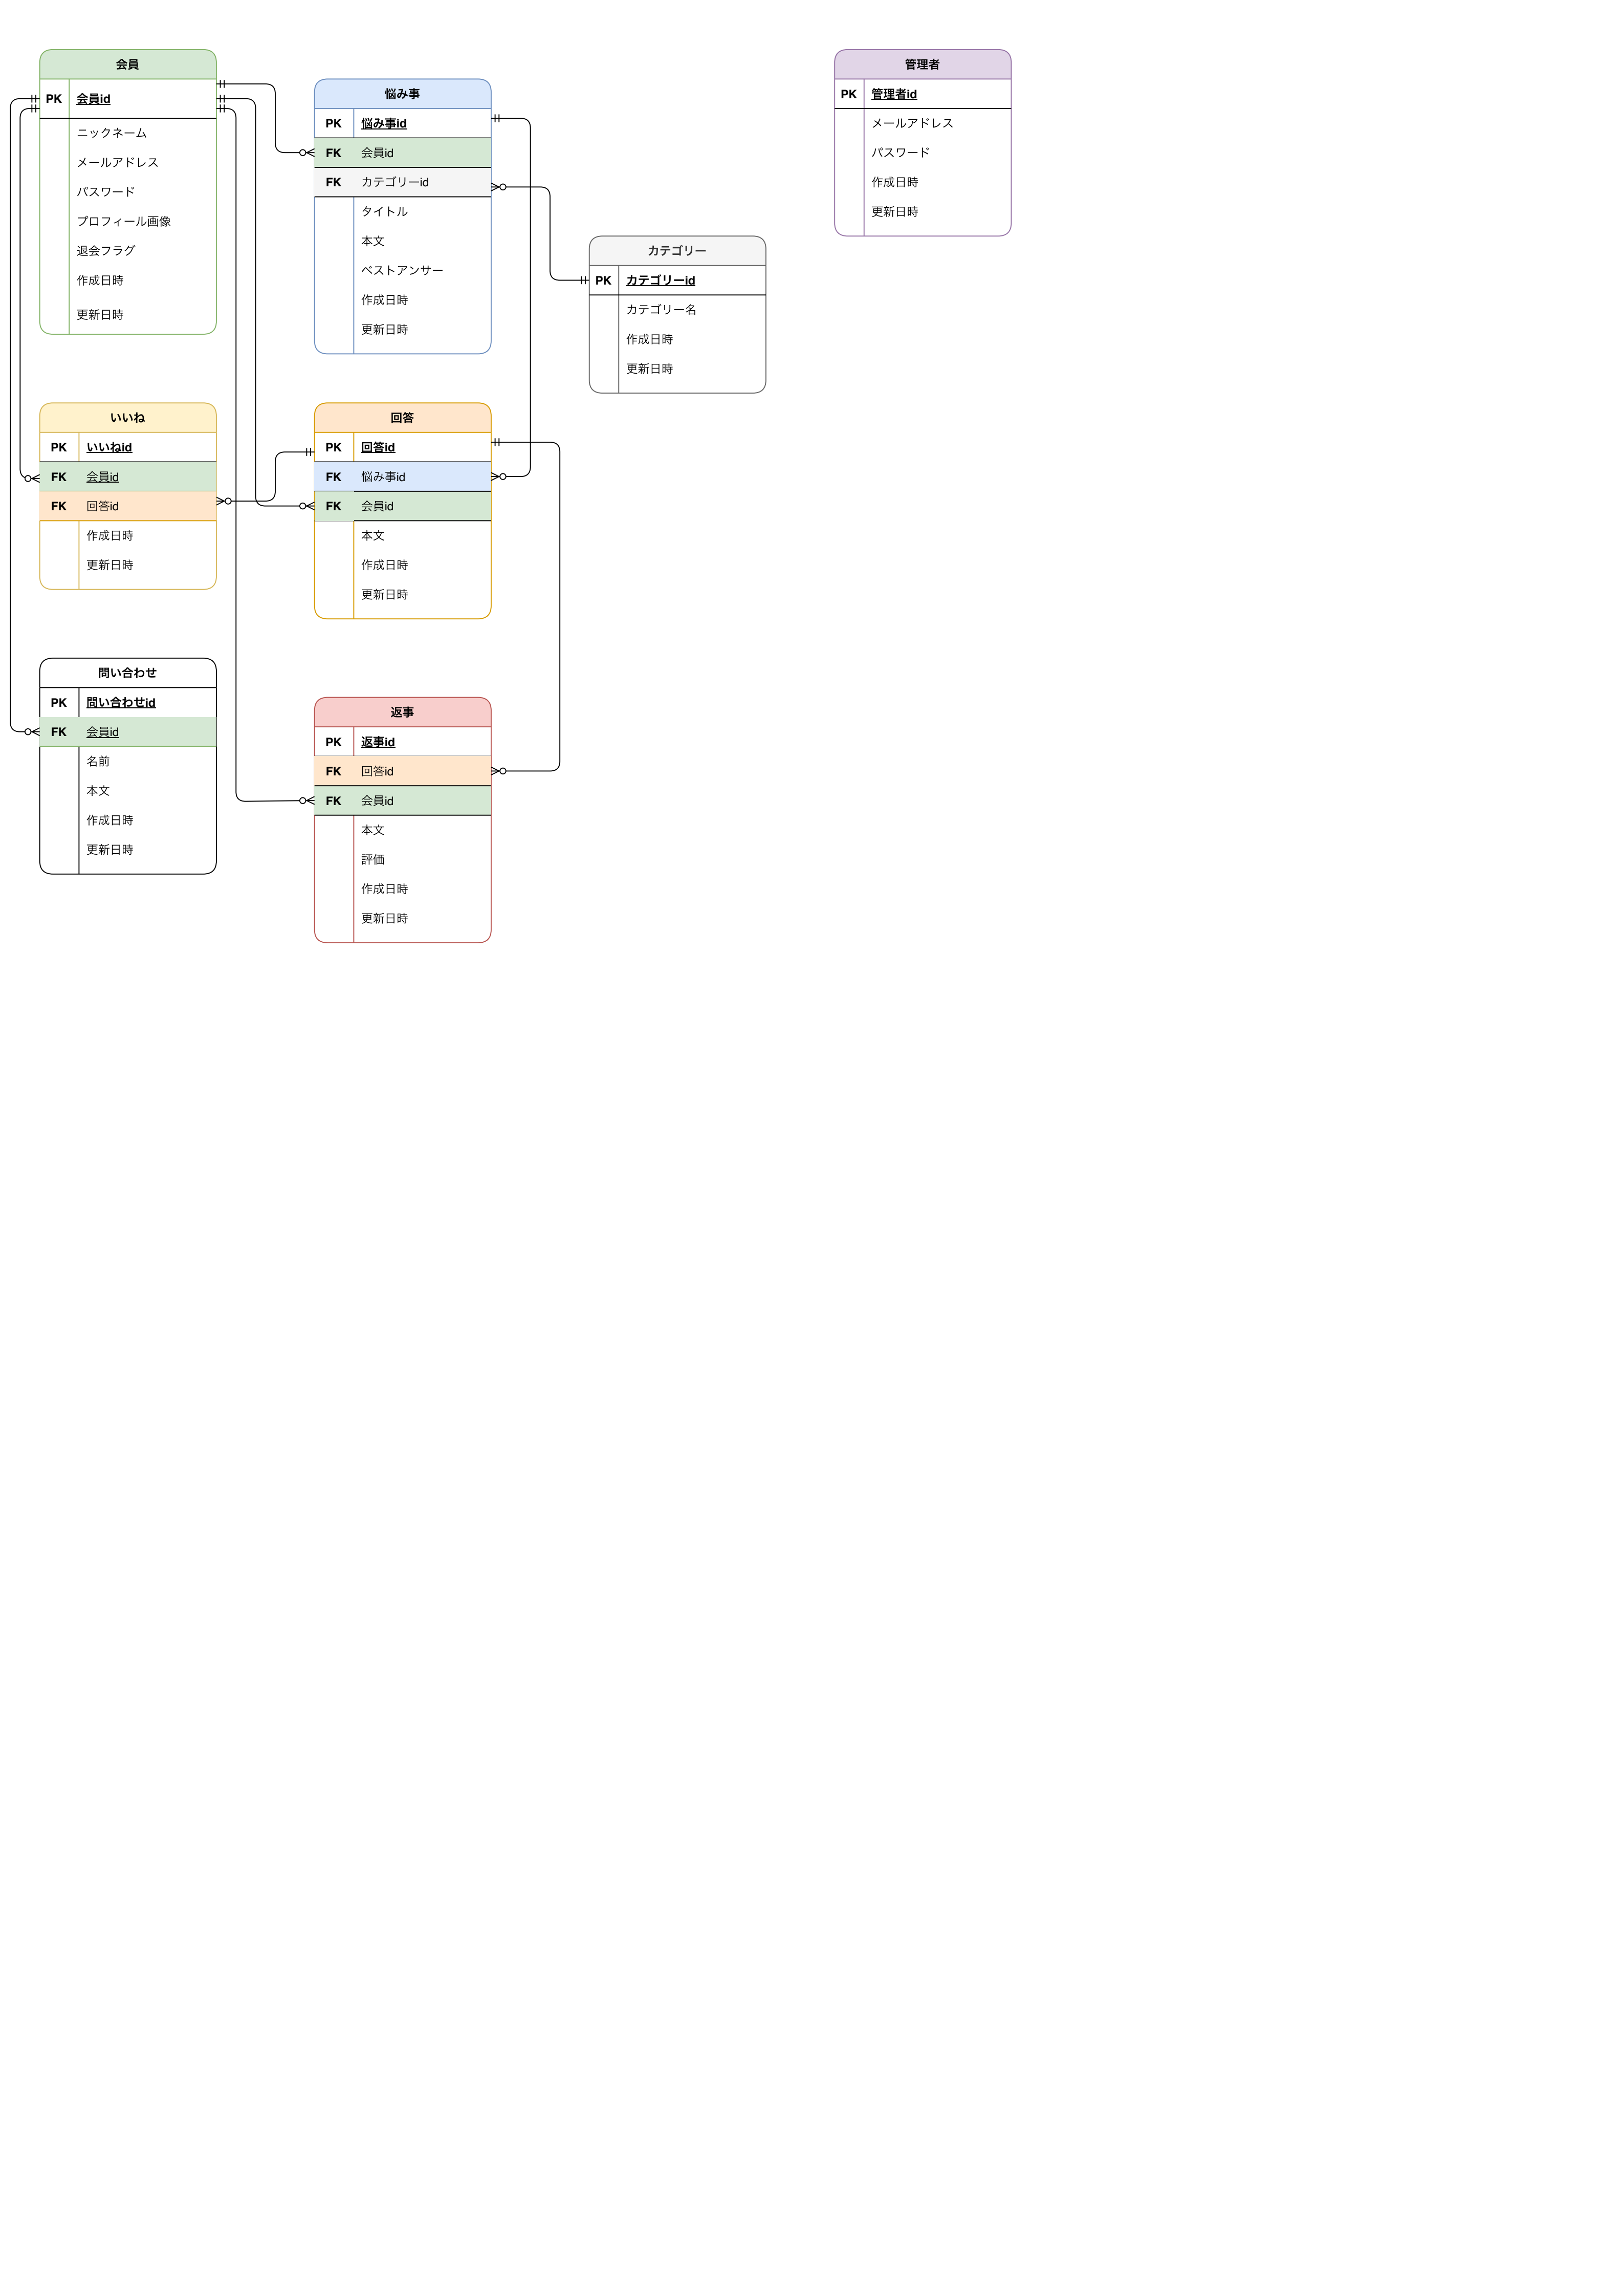 会員
PK 会員id
ニックネーム
メールアドレス
パスワード
プロフィール画像
退会フラグ
作成日時
更新日時
悩み事
PK 悩み事id
FK 会員id
FK カテゴリーid
タイトル
本文
ベストアンサー
作成日時
更新日時
カテゴリー
PK カテゴリーid
カテゴリー名
作成日時
更新日時
管理者
PK 管理者id
メールアドレス
パスワード
作成日時
更新日時
いいね
PK いいねid
FK 会員id
FK 回答id
作成日時
更新日時
回答
PK 回答id
FK 悩み事id
FK 会員id
本文
作成日時
更新日時
問い合わせ
PK 問い合わせid
FK 会員id
名前
本文
作成日時
更新日時
返事
PK 返事id
FK 回答id
FK 会員id
本文
評価
作成日時
更新日時